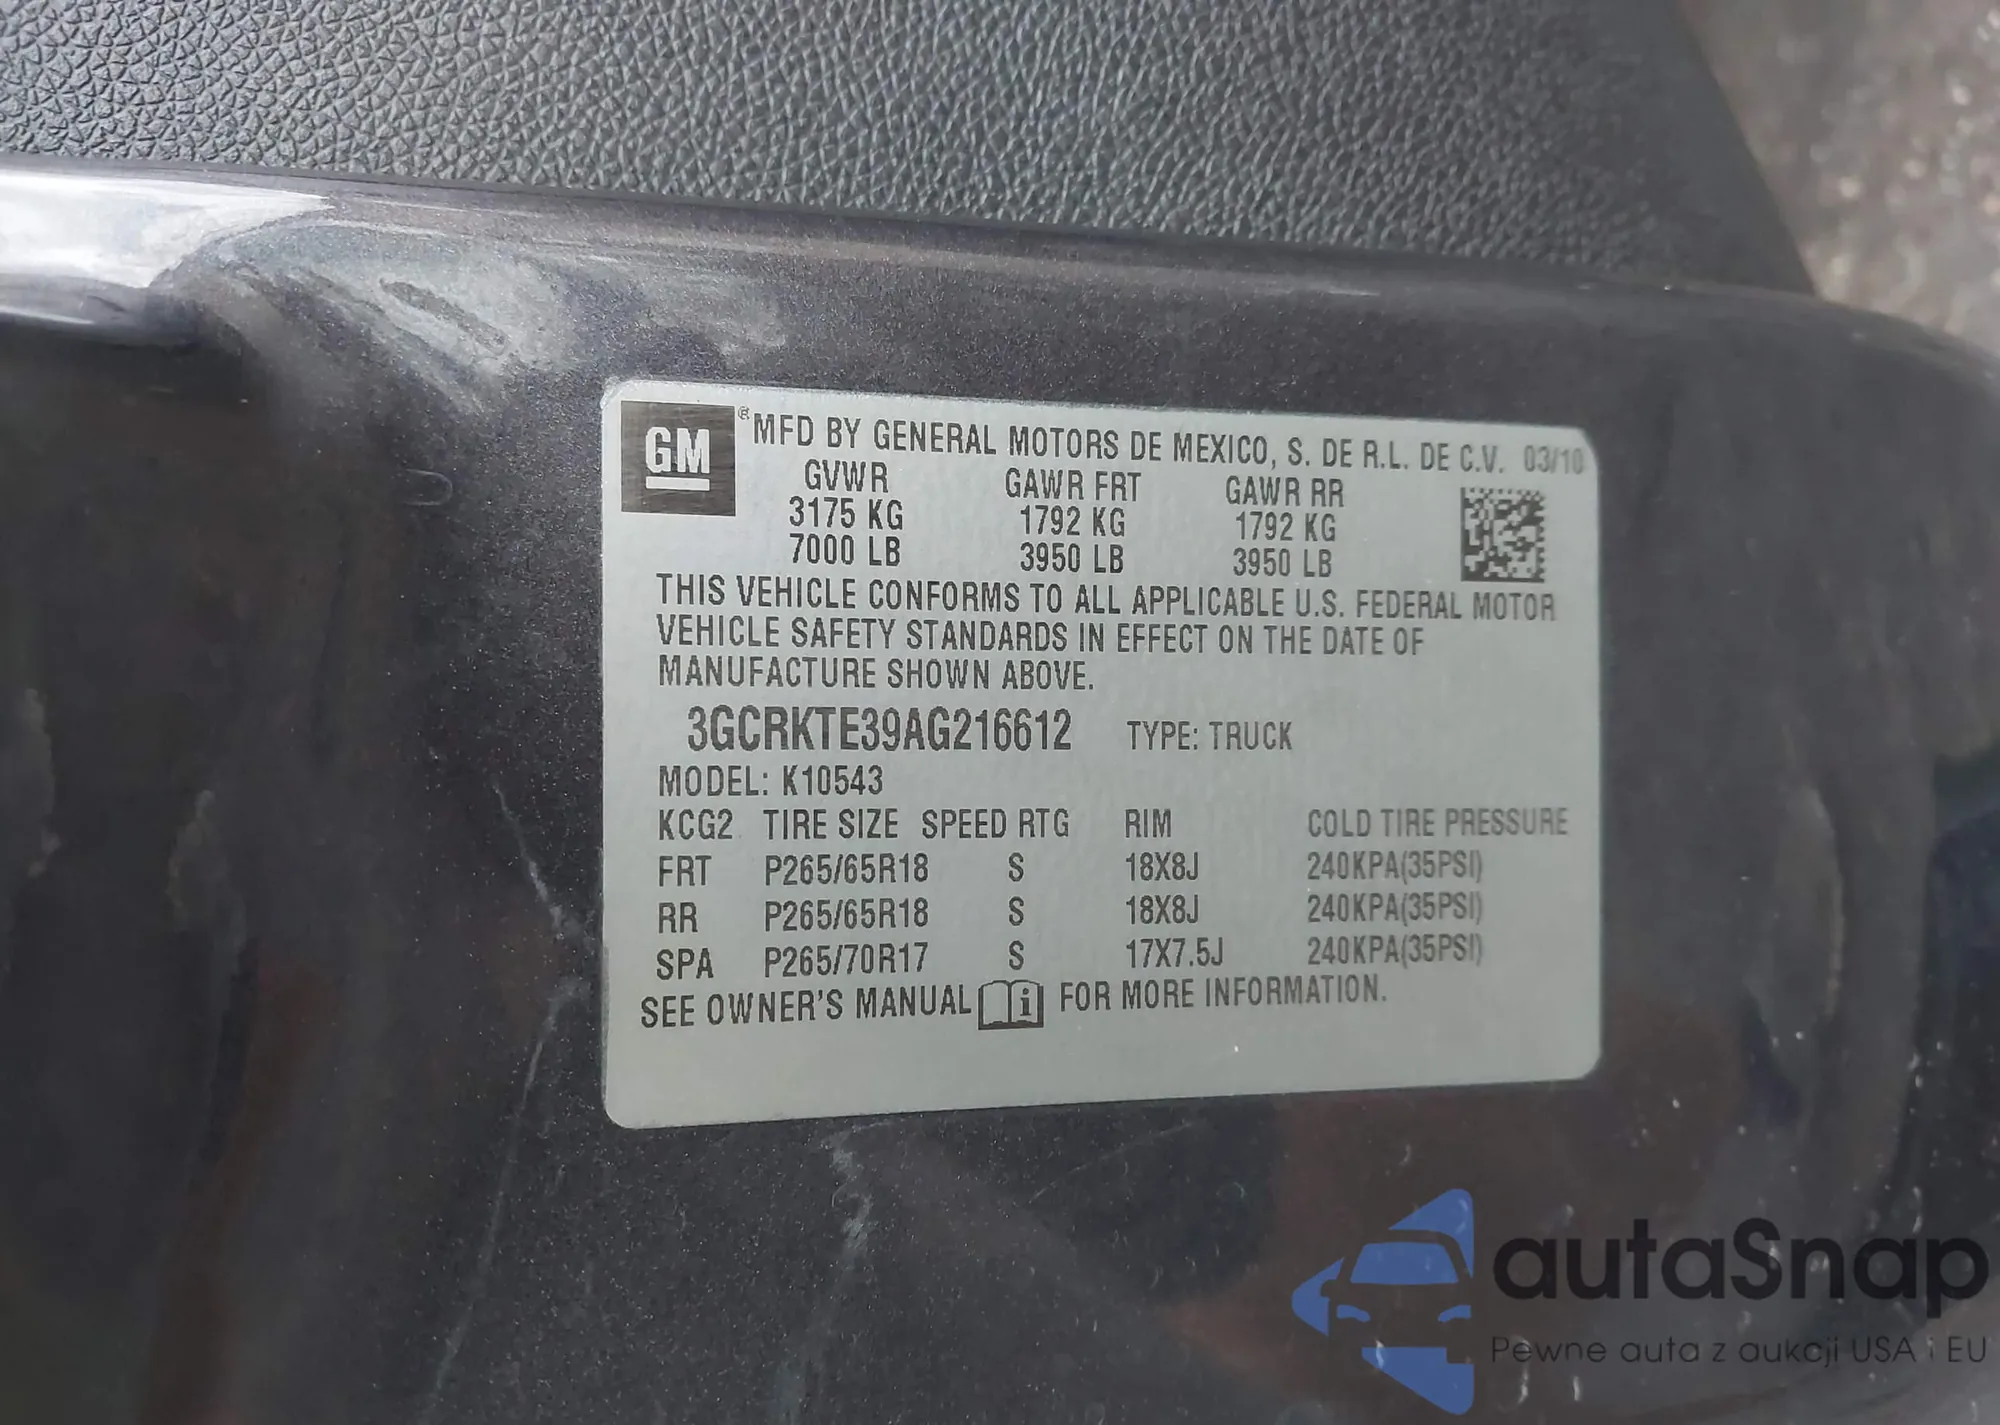 GM ® MFD BY GENERAL MOTORS DE MEXICO, S. DE R.L. DE C.V. 03/10
GVWR GAWR FRT GAWR RR
3175 KG 1792 KG 1792 KG
7000 LB 3950 LB 3950 LB
THIS VEHICLE CONFORMS TO ALL APPLICABLE U.S. FEDERAL MOTOR
VEHICLE SAFETY STANDARDS IN EFFECT ON THE DATE OF
MANUFACTURE SHOWN ABOVE.
3GCRKTE39AG216612 TYPE: TRUCK
MODEL: K10543
KCG2 TIRE SIZE SPEED RTG RIM COLD TIRE PRESSURE
FRT P265/65R18 S 18X8J 240KPA(35PSI)
RR P265/65R18 S 18X8J 240KPA(35PSI)
SPA P265/70R17 S 17X7.5J 240KPA(35PSI)
SEE OWNER'S MANUAL i FOR MORE INFORMATION.
autaSnap
Pewne auta z aukcji USA i EU